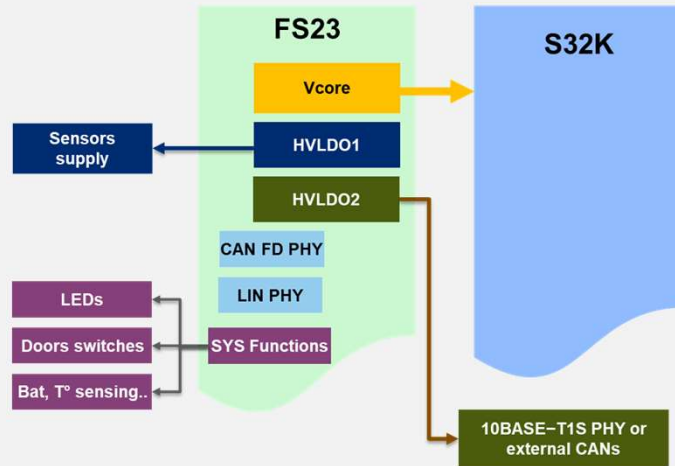 FS23
S32K
Vcore
Sensors
supply
HVLDO1
HVLDO2
CAN FD PHY
LIN PHY
LEDs
Doors switches
SYS Functions
Bat, T° sensing..
10BASE–T1S PHY or
external CANs